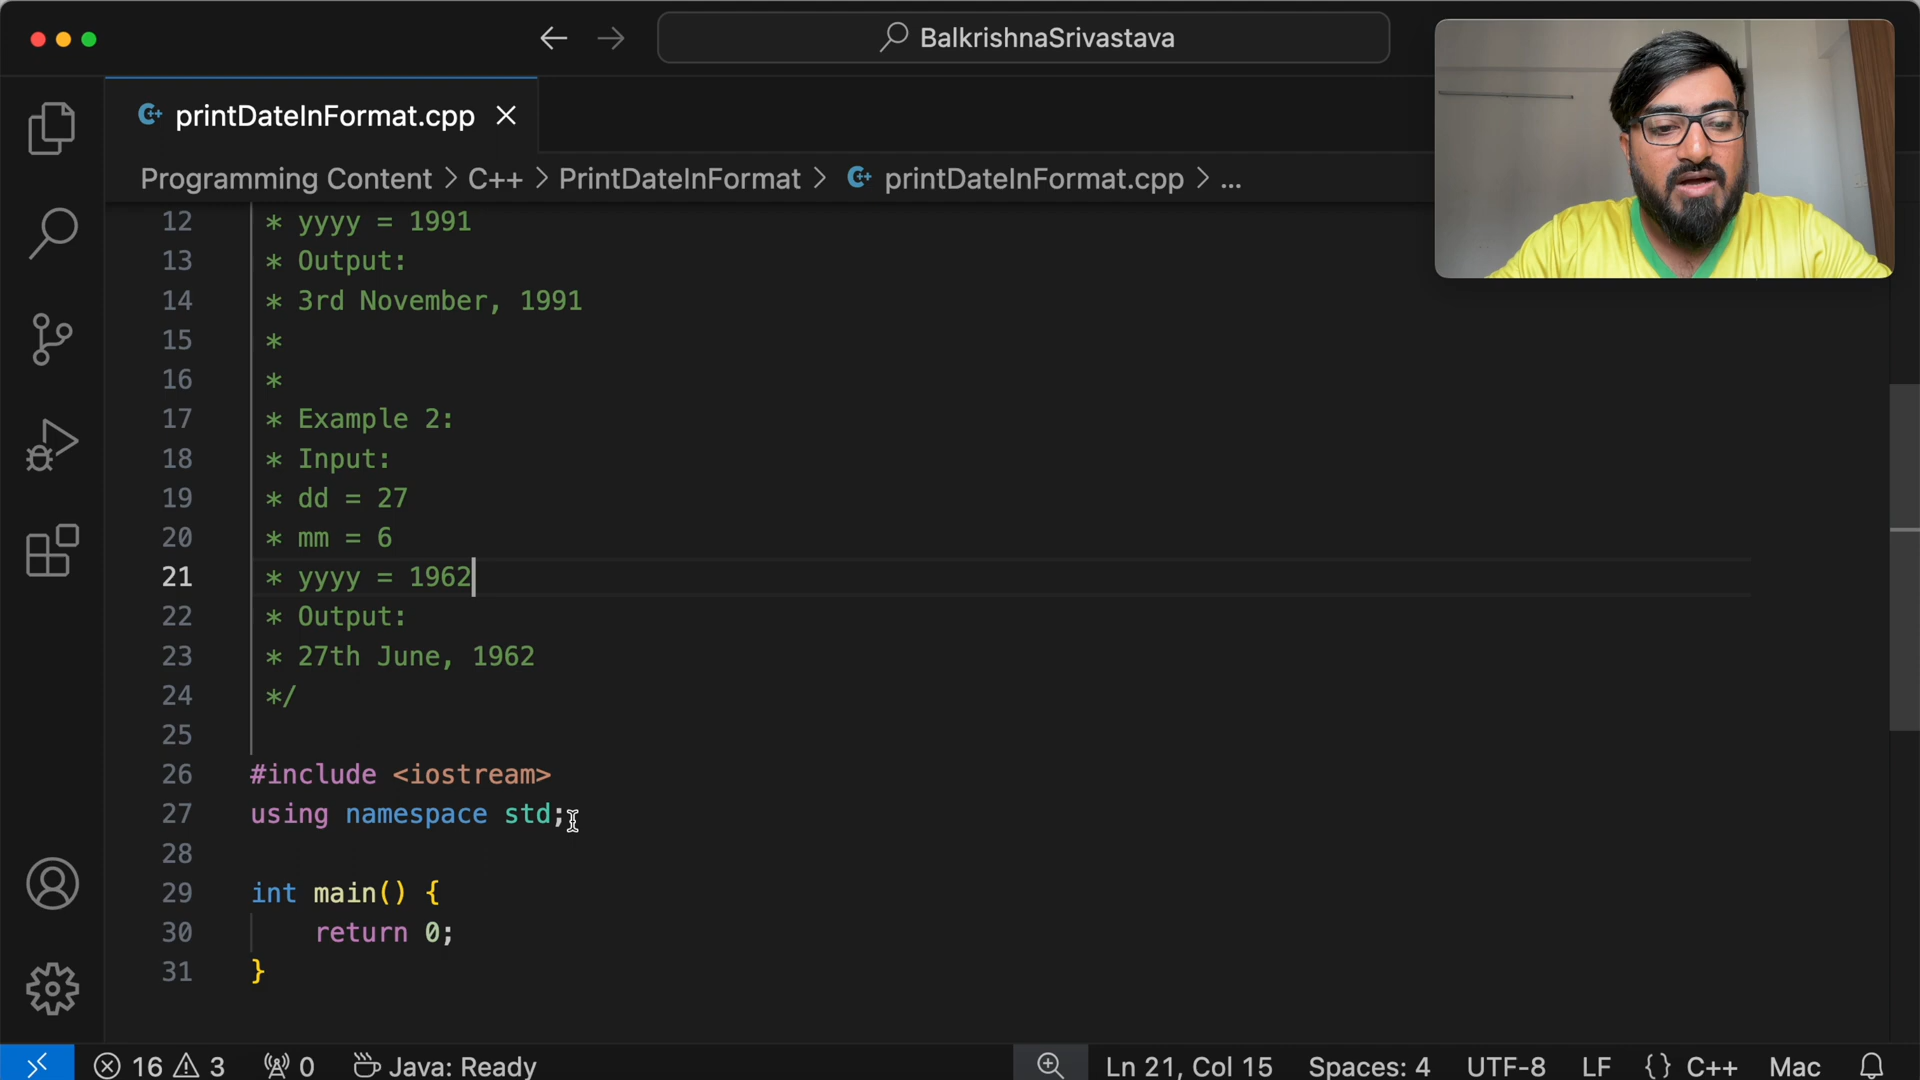 BalkrishnaSrivastava
printDateInFormat.cpp
Programming Content > C++ > PrintDateInFormat > printDateInFormat.cpp > ...
12 * yyyy = 1991
13 * Output:
14 * 3rd November, 1991
15 *
16 *
17 * Example 2:
18 * Input:
19 * dd = 27
20 * mm = 6
21 * yyyy = 1962
22 * Output:
23 * 27th June, 1962
24 */
25
26 #include <iostream>
27 using namespace std;
28
29 int main() {
30 return 0;
31 }
16 3 0 Java: Ready Ln 21, Col 15 Spaces: 4 UTF-8 LF {} C++ Mac